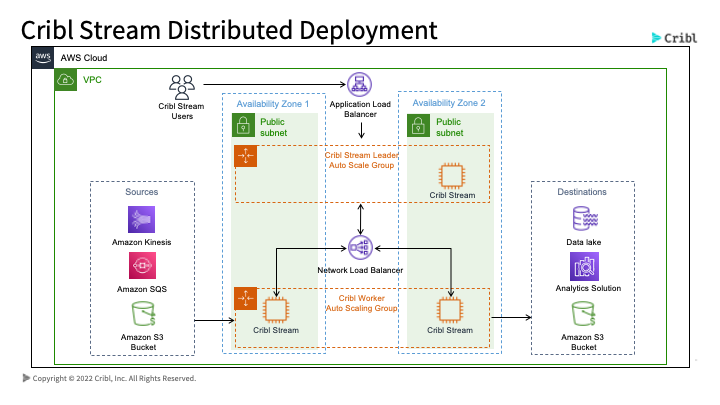 Cribl Stream Distributed Deployment
Cribl
aws
AWS Cloud
VPC
Cribl Stream
Users
Application Load
Balancer
Availability Zone 1
Availability Zone 2
Public
subnet
Public
subnet
Cribl Stream Leader
Auto Scale Group
Cribl Stream
Sources
Amazon Kinesis
Amazon SQS
Amazon S3
Bucket
Network Load Balancer
Cribl Worker
Auto Scaling Group
Cribl Stream
Cribl Stream
Destinations
Data lake
Analytics Solution
Amazon S3
Bucket
Copyright © 2022 Cribl, Inc. All Rights Reserved.